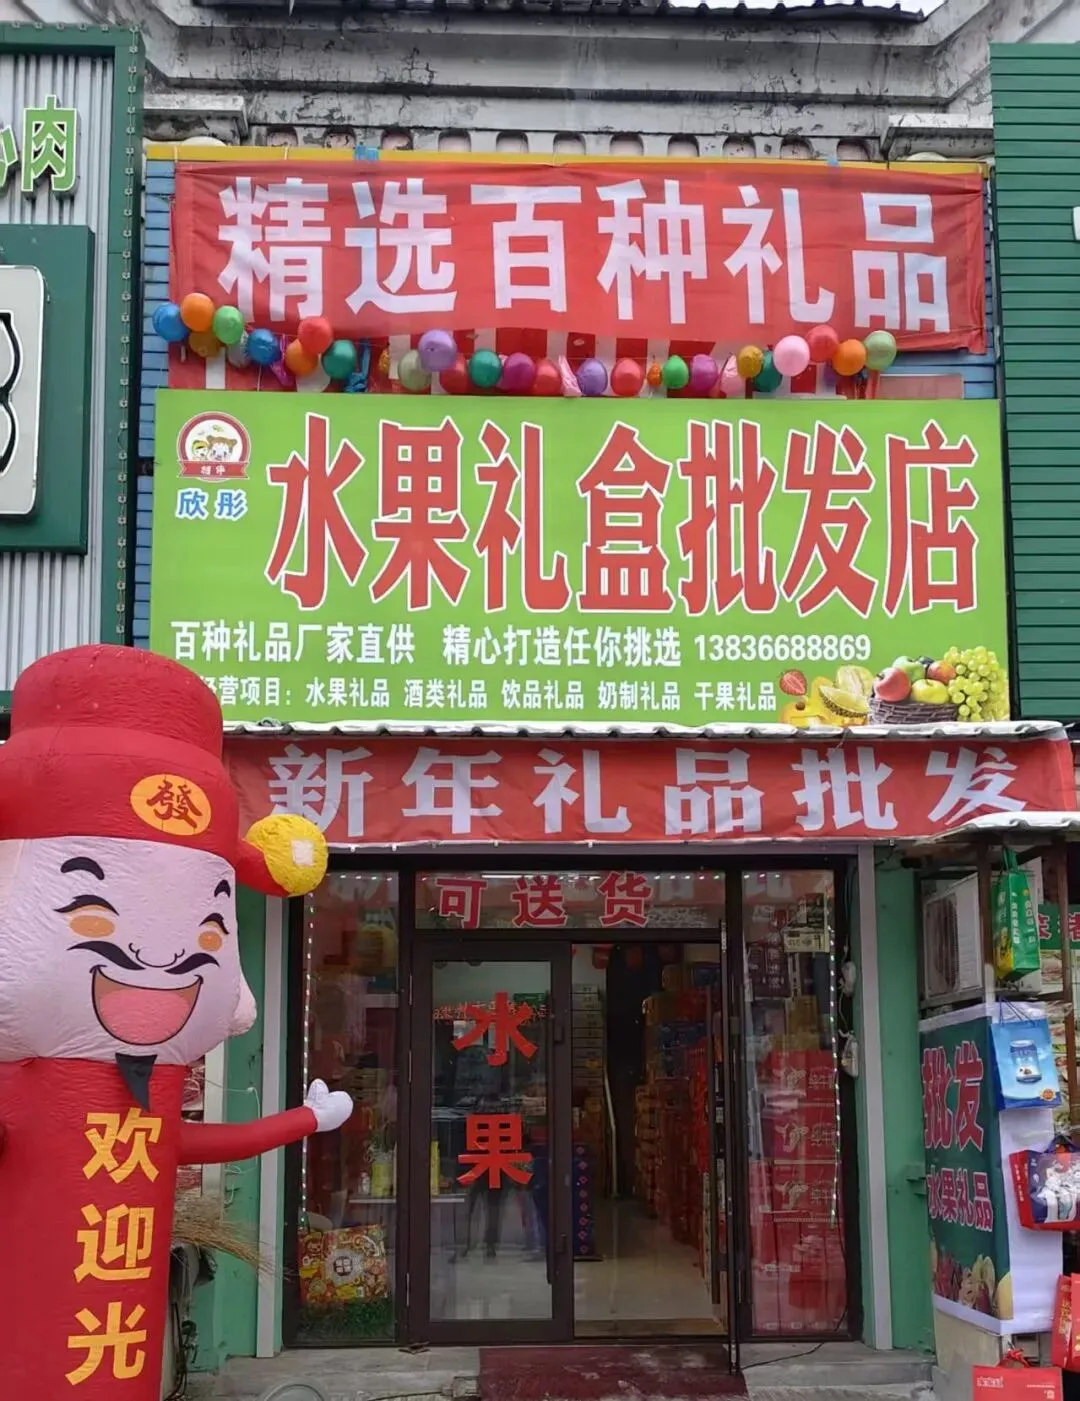 心肉
精选百种礼品
欣彤
水果礼盒批发店
百种礼品厂家直供 精心打造任你挑选 13836688869
经营项目: 水果礼品 酒类礼品 饮品礼品 奶制礼品 干果礼品
新年礼品批发
發
可送货
水果
欢迎光
批发
水果礼品